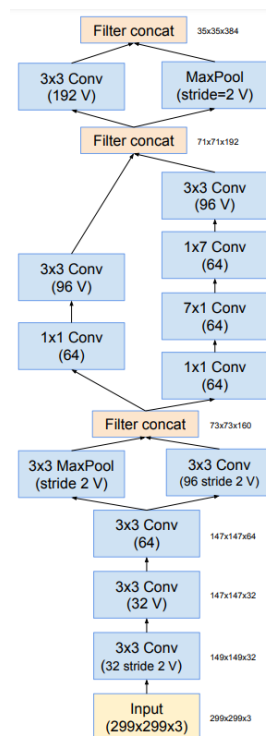 Filter concat
35x35x384
3x3 Conv
(192 V)
MaxPool
(stride=2 V)
Filter concat
71x71x192
3x3 Conv
(96 V)
1x7 Conv
(64)
3x3 Conv
(96 V)
7x1 Conv
(64)
1x1 Conv
(64)
1x1 Conv
(64)
Filter concat
73x73x160
3x3 MaxPool
(stride 2 V)
3x3 Conv
(96 stride 2 V)
3x3 Conv
(64)
147x147x64
3x3 Conv
(32 V)
147x147x32
3x3 Conv
(32 stride 2 V)
149x149x32
Input
(299x299x3)
299x299x3